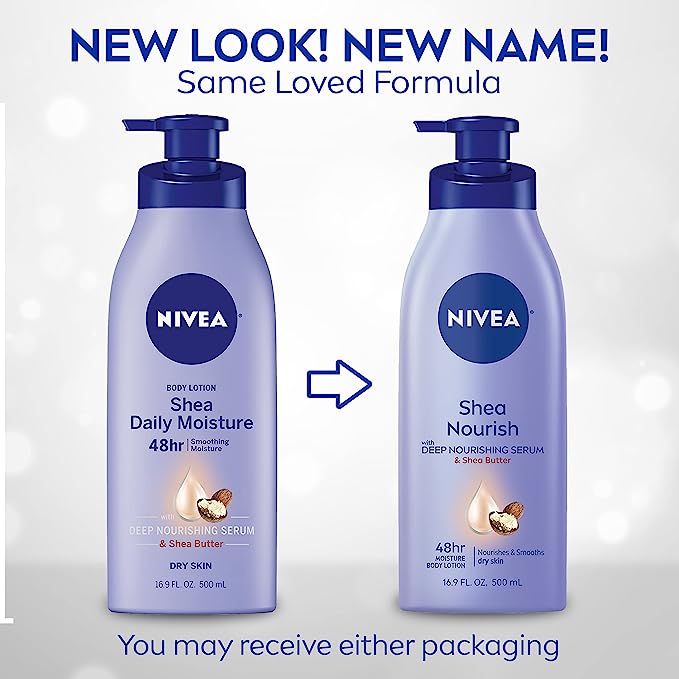 NEW LOOK! NEW NAME!
Same Loved Formula
NIVEA®
BODY LOTION
Shea
Daily Moisture
48hr | Smoothing
Moisture
with
DEEP NOURISHING SERUM
& Shea Butter
DRY SKIN
16.9 FL. OZ. 500 mL
NIVEA®
Shea
Nourish
with
DEEP NOURISHING SERUM
& Shea Butter
48hr
MOISTURE
BODY LOTION
Nourishes & Smooths
dry skin
16.9 FL. OZ. 500 mL
You may receive either packaging